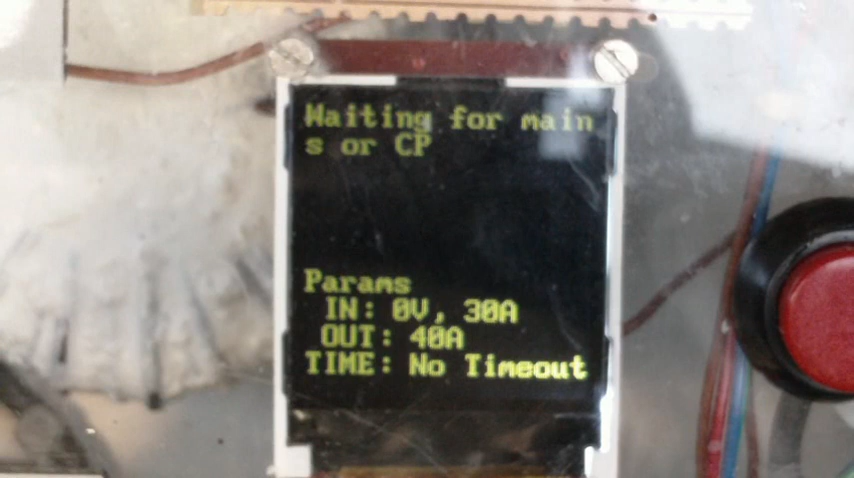 Waiting for main
s or CP
Params
IN: 0V, 30A
OUT: 40A
TIME: No Timeout